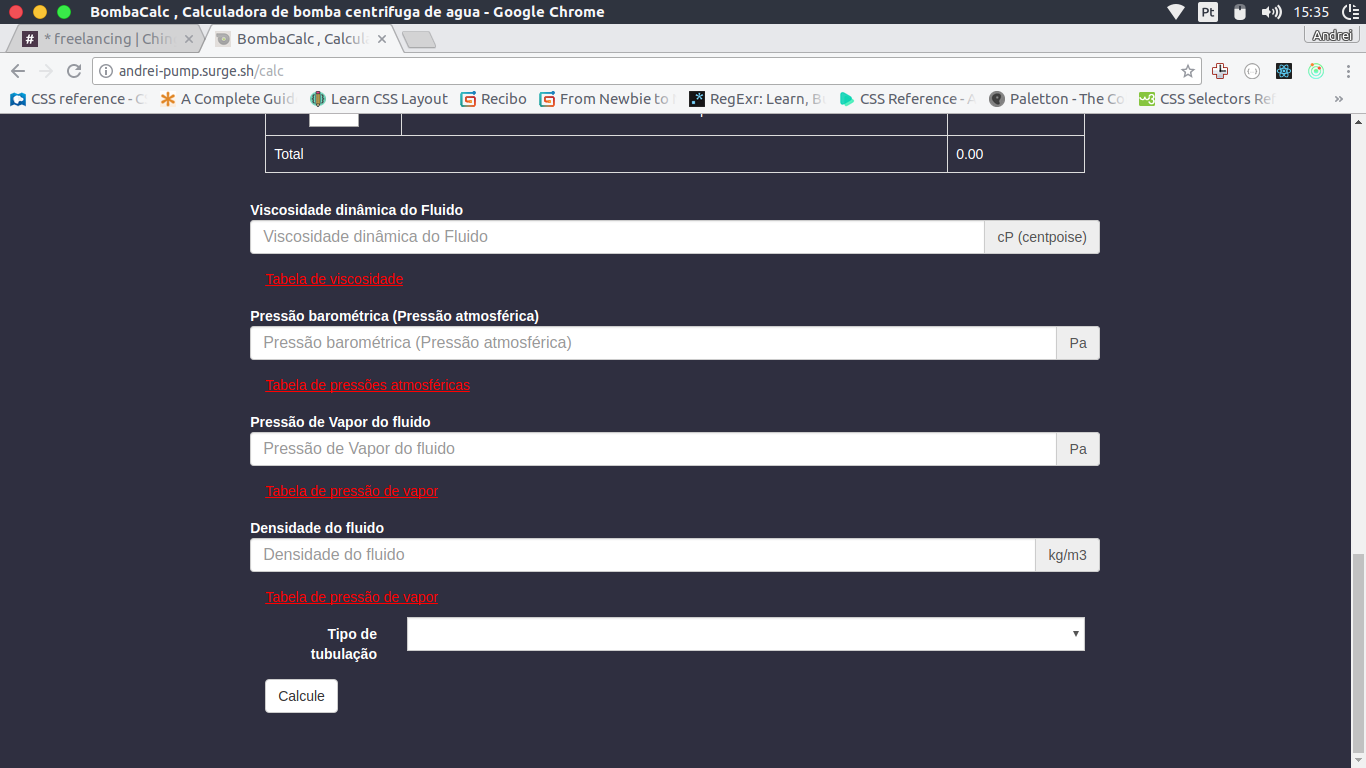 BombaCalc , Calculadora de bomba centrifuga de agua - Google Chrome
Pt
15:35
# * freelancing | Chin
BombaCalc , Calcula
Andrei
andrei-pump.surge.sh/calc
CSS reference - C
A Complete Guid
Learn CSS Layout
Recibo
From Newbie to
RegExr: Learn, B
CSS Reference - A
Paletton - The Co
CSS Selectors Ref
»
Total
0.00
Viscosidade dinâmica do Fluido
Viscosidade dinâmica do Fluido
cP (centpoise)
Tabela de viscosidade
Pressão barométrica (Pressão atmosférica)
Pressão barométrica (Pressão atmosférica)
Pa
Tabela de pressões atmosféricas
Pressão de Vapor do fluido
Pressão de Vapor do fluido
Pa
Tabela de pressão de vapor
Densidade do fluido
Densidade do fluido
kg/m3
Tabela de pressão de vapor
Tipo de
tubulação
Calcule